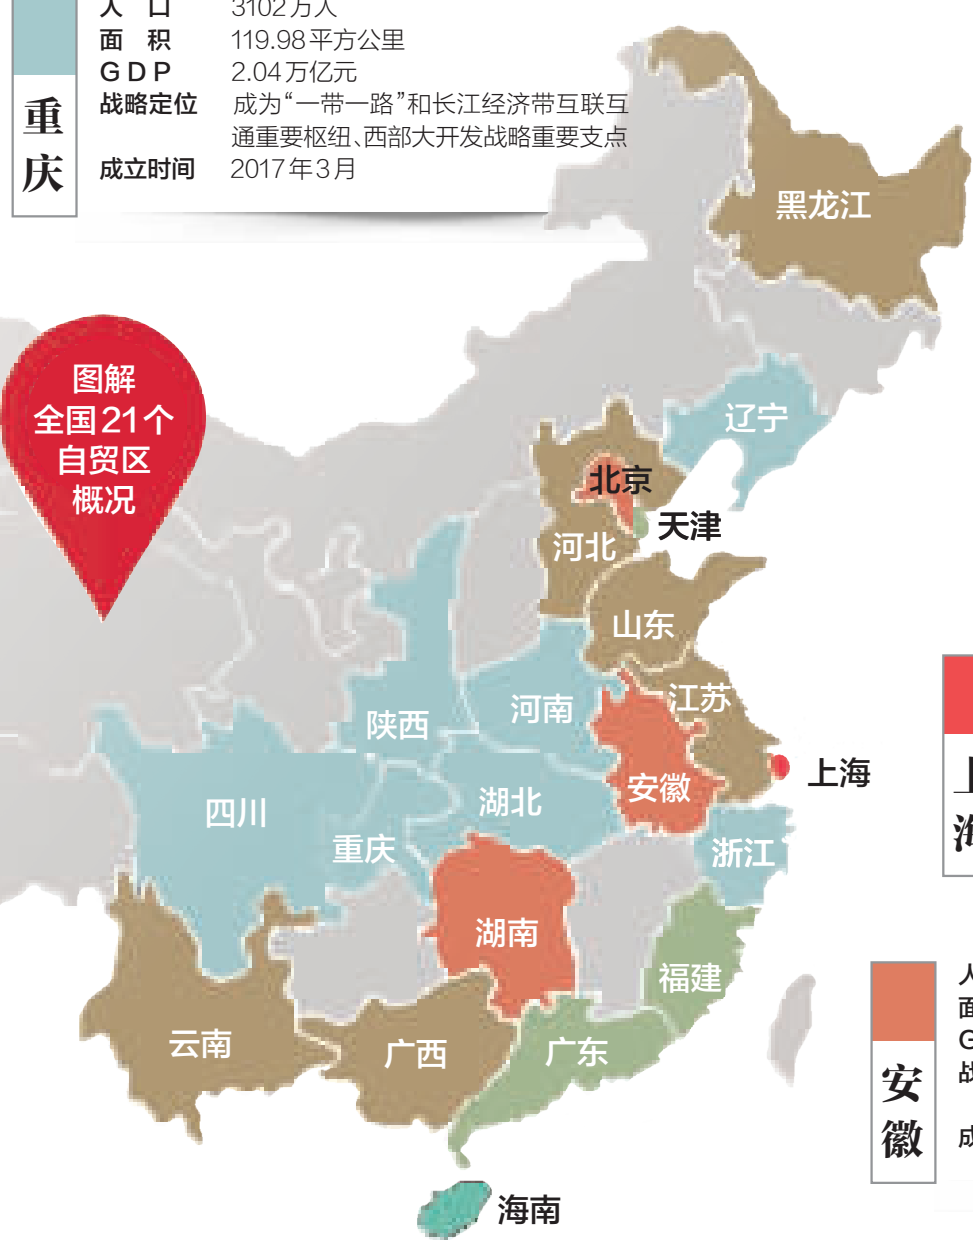 人 口 3102万人
面 积 119.98平方公里
GDP 2.04万亿元
战略定位 成为“一带一路”和长江经济带互联互
通重要枢纽、西部大开发战略重要支点
成立时间 2017年3月
重庆
图解
全国21个
自贸区
概况
黑龙江
辽宁
北京
天津
河北
山东
江苏
陕西
河南
上海
安徽
四川
湖北
重庆
浙江
湖南
福建
云南
广西
广东
海南
上海
安徽
人
面
G
战
成